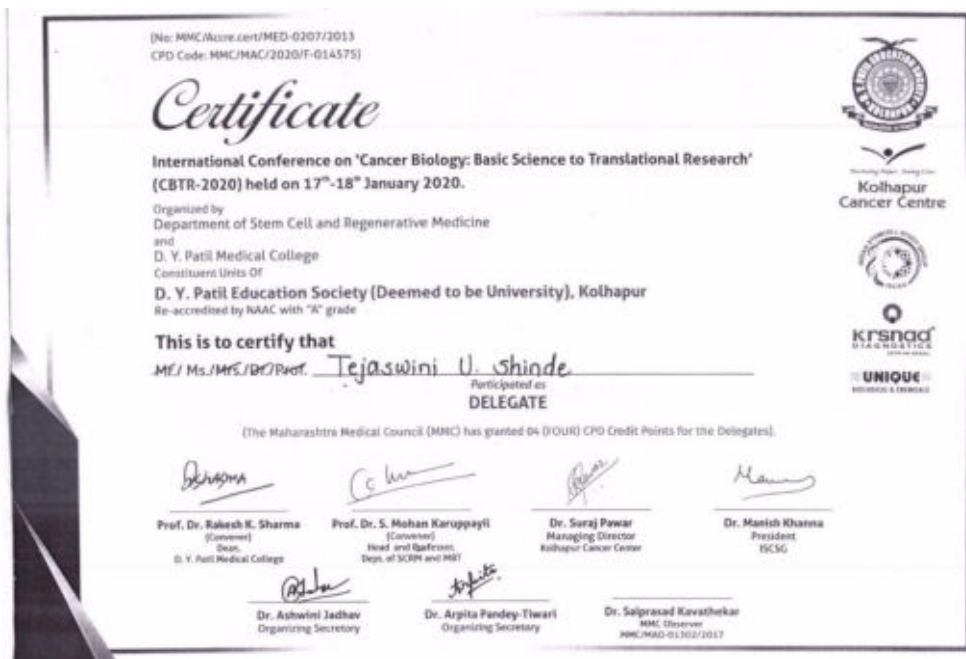 (No: MMC/Accre.cert/MED-0207/2013
CPD Code: MMC/MAC/2020/F-014575)
Certificate
International Conference on 'Cancer Biology: Basic Science to Translational Research'
(CBTR-2020) held on 17th-18th January 2020.
Organized by
Department of Stem Cell and Regenerative Medicine
and
D. Y. Patil Medical College
Constituent Units Of
D. Y. Patil Education Society (Deemed to be University), Kolhapur
Re-accredited by NAAC with "A" grade
This is to certify that
Mr./ Ms./Mrs./Dr./Prof. Tejaswini U. Shinde
Participated as
DELEGATE
(The Maharashtra Medical Council (MMC) has granted 04 (FOUR) CPD Credit Points for the Delegates).
Kolhapur
Cancer Centre
krsnaa
DIAGNOSTICS
UNIQUE
Prof. Dr. Rakesh K. Sharma
(Convener)
Dean,
D. Y. Patil Medical College
Prof. Dr. S. Mohan Karuppayil
(Convener)
Head and Professor,
Dept. of SCRM and MBT
Dr. Suraj Pawar
Managing Director
Kolhapur Cancer Center
Dr. Manish Khanna
President
ISCSG
Dr. Ashwini Jadhav
Organizing Secretary
Dr. Arpita Pandey-Tiwari
Organizing Secretary
Dr. Saiprasad Kavathekar
MMC Observer
MMC/MAO-01302/2017